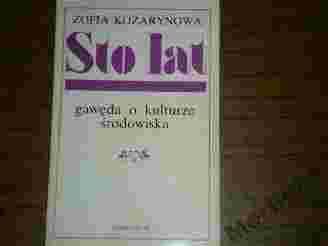 ZOFIA KOZARYNOWA
Sto lat
gawęda o kulturze
środowiska